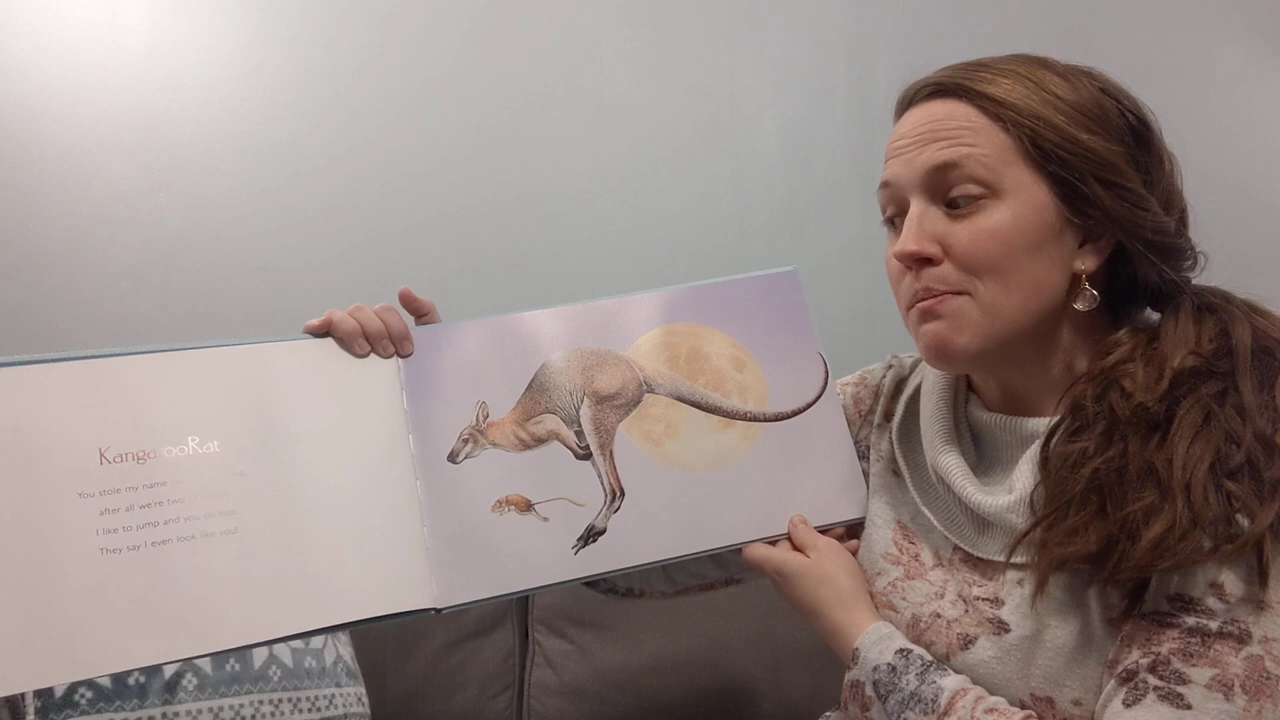 KangarooRat
You stole my name
after all we're two
I like to jump and you do too!
They say I even look like you!